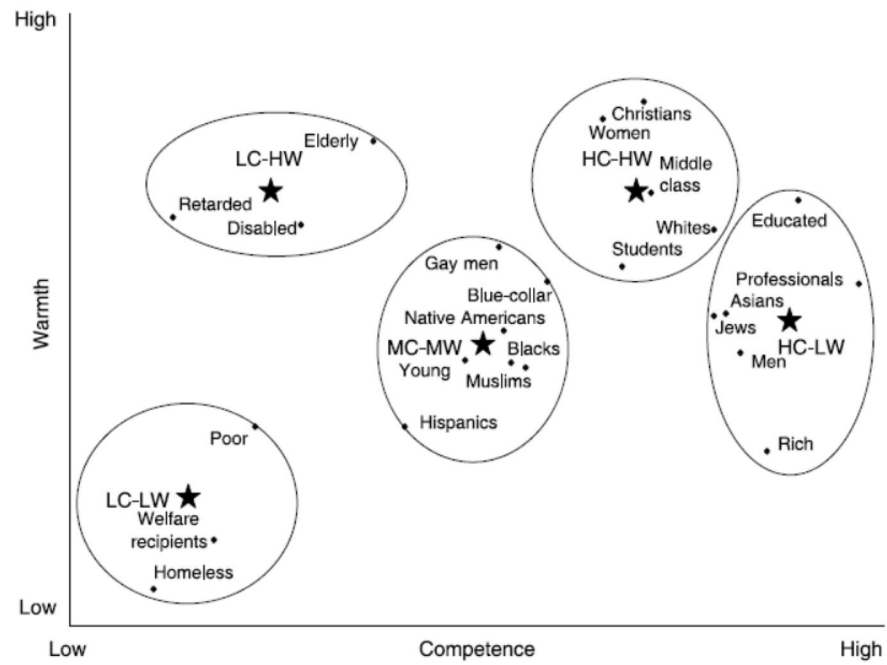 High
Christians
Women
Elderly
LC-HW
HC-HW
Middle
class
Retarded
Disabled
Whites
Educated
Students
Gay men
Professionals
Blue-collar
Asians
Native Americans
Jews
Warmth
MC-MW
Blacks
HC-LW
Men
Young
Muslims
Hispanics
Poor
Rich
LC-LW
Welfare
recipients
Homeless
Low
Low
Competence
High